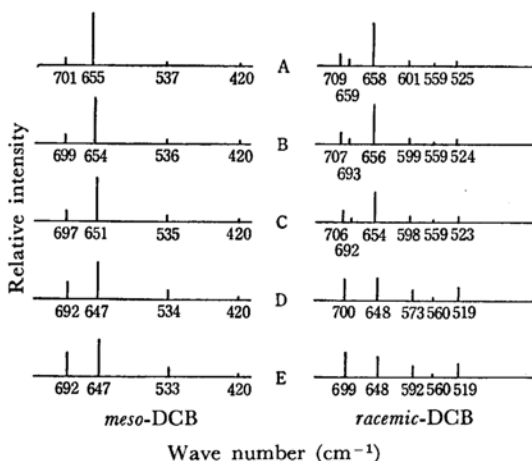 701 655 537 420 A 709 658 601 559 525
659
699 654 536 420 B 707 656 599 559 524
693
697 651 535 420 C 706 654 598 559 523
692
692 647 534 420 D 700 648 573 560 519
692 647 533 420 E 699 648 592 560 519
Relative intensity
meso-DCB racemic-DCB
Wave number (cm⁻¹)